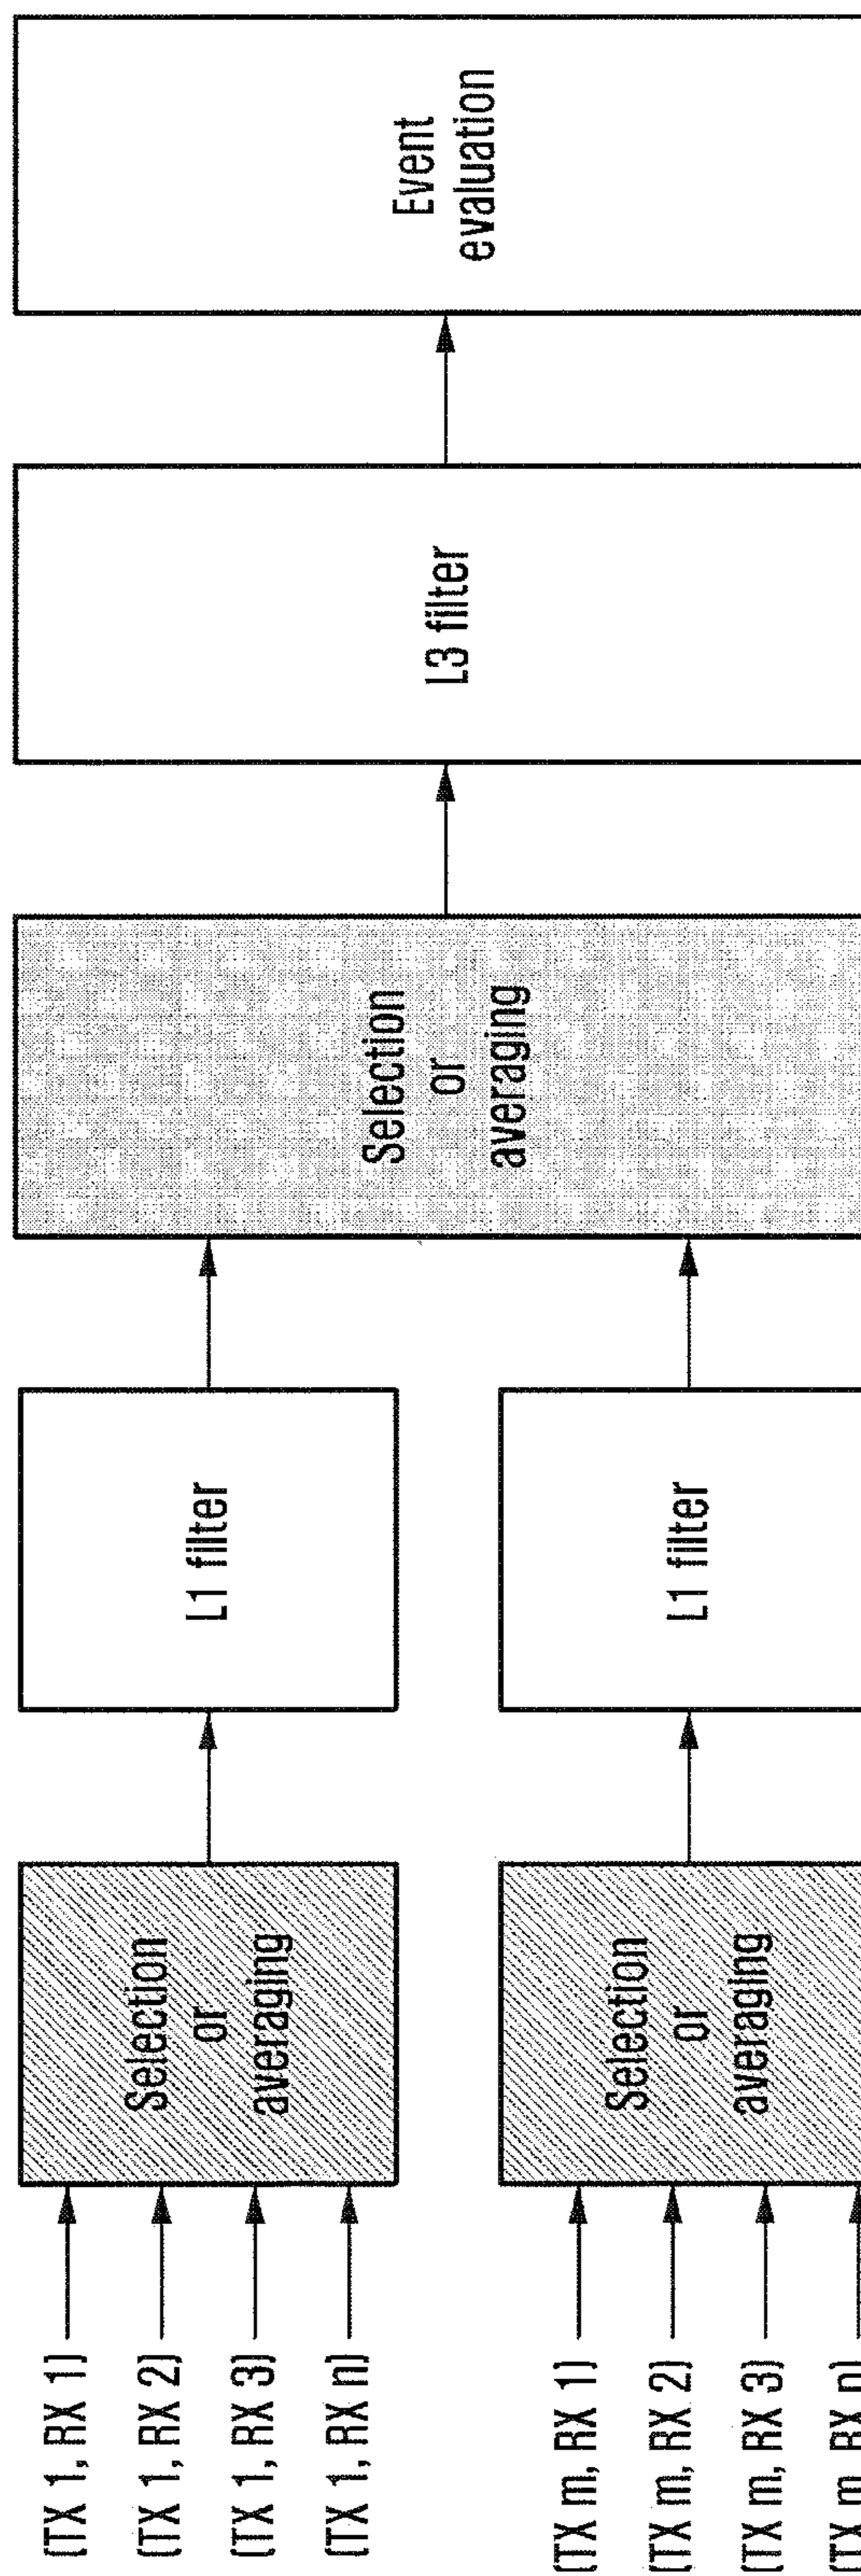 (TX 1, RX 1)
(TX 1, RX 2)
(TX 1, RX 3)
(TX 1, RX n)
Selection
or
averaging
L1 filter
(TX m, RX 1)
(TX m, RX 2)
(TX m, RX 3)
(TX m, RX n)
Selection
or
averaging
L1 filter
Selection
or
averaging
L3 filter
Event
evaluation